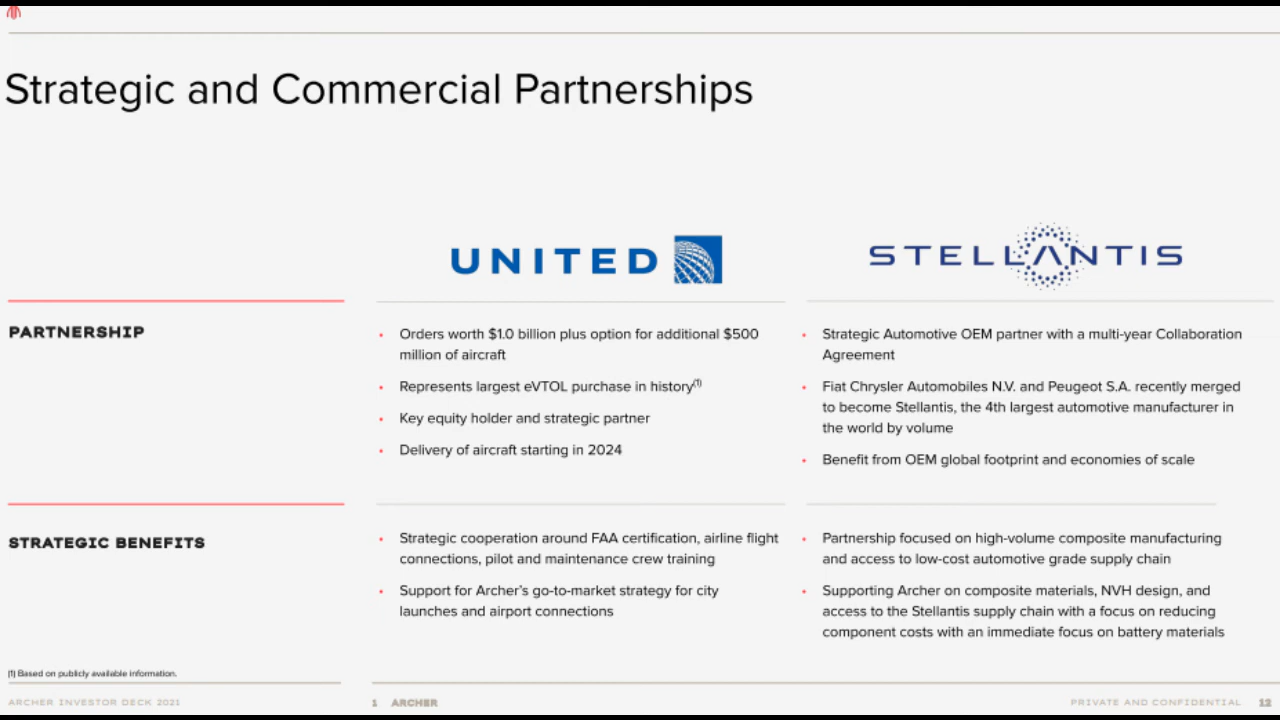 Strategic and Commercial Partnerships
UNITED
STELLANTIS
PARTNERSHIP
• Orders worth $1.0 billion plus option for additional $500
million of aircraft
• Represents largest eVTOL purchase in history(1)
• Key equity holder and strategic partner
• Delivery of aircraft starting in 2024
• Strategic Automotive OEM partner with a multi-year Collaboration
Agreement
• Fiat Chrysler Automobiles N.V. and Peugeot S.A. recently merged
to become Stellantis, the 4th largest automotive manufacturer in
the world by volume
• Benefit from OEM global footprint and economies of scale
STRATEGIC BENEFITS
• Strategic cooperation around FAA certification, airline flight
connections, pilot and maintenance crew training
• Support for Archer's go-to-market strategy for city
launches and airport connections
• Partnership focused on high-volume composite manufacturing
and access to low-cost automotive grade supply chain
• Supporting Archer on composite materials, NVH design, and
access to the Stellantis supply chain with a focus on reducing
component costs with an immediate focus on battery materials
(1) Based on publicly available information.
ARCHER INVESTOR DECK 2021
1 ARCHER
PRIVATE AND CONFIDENTIAL 12